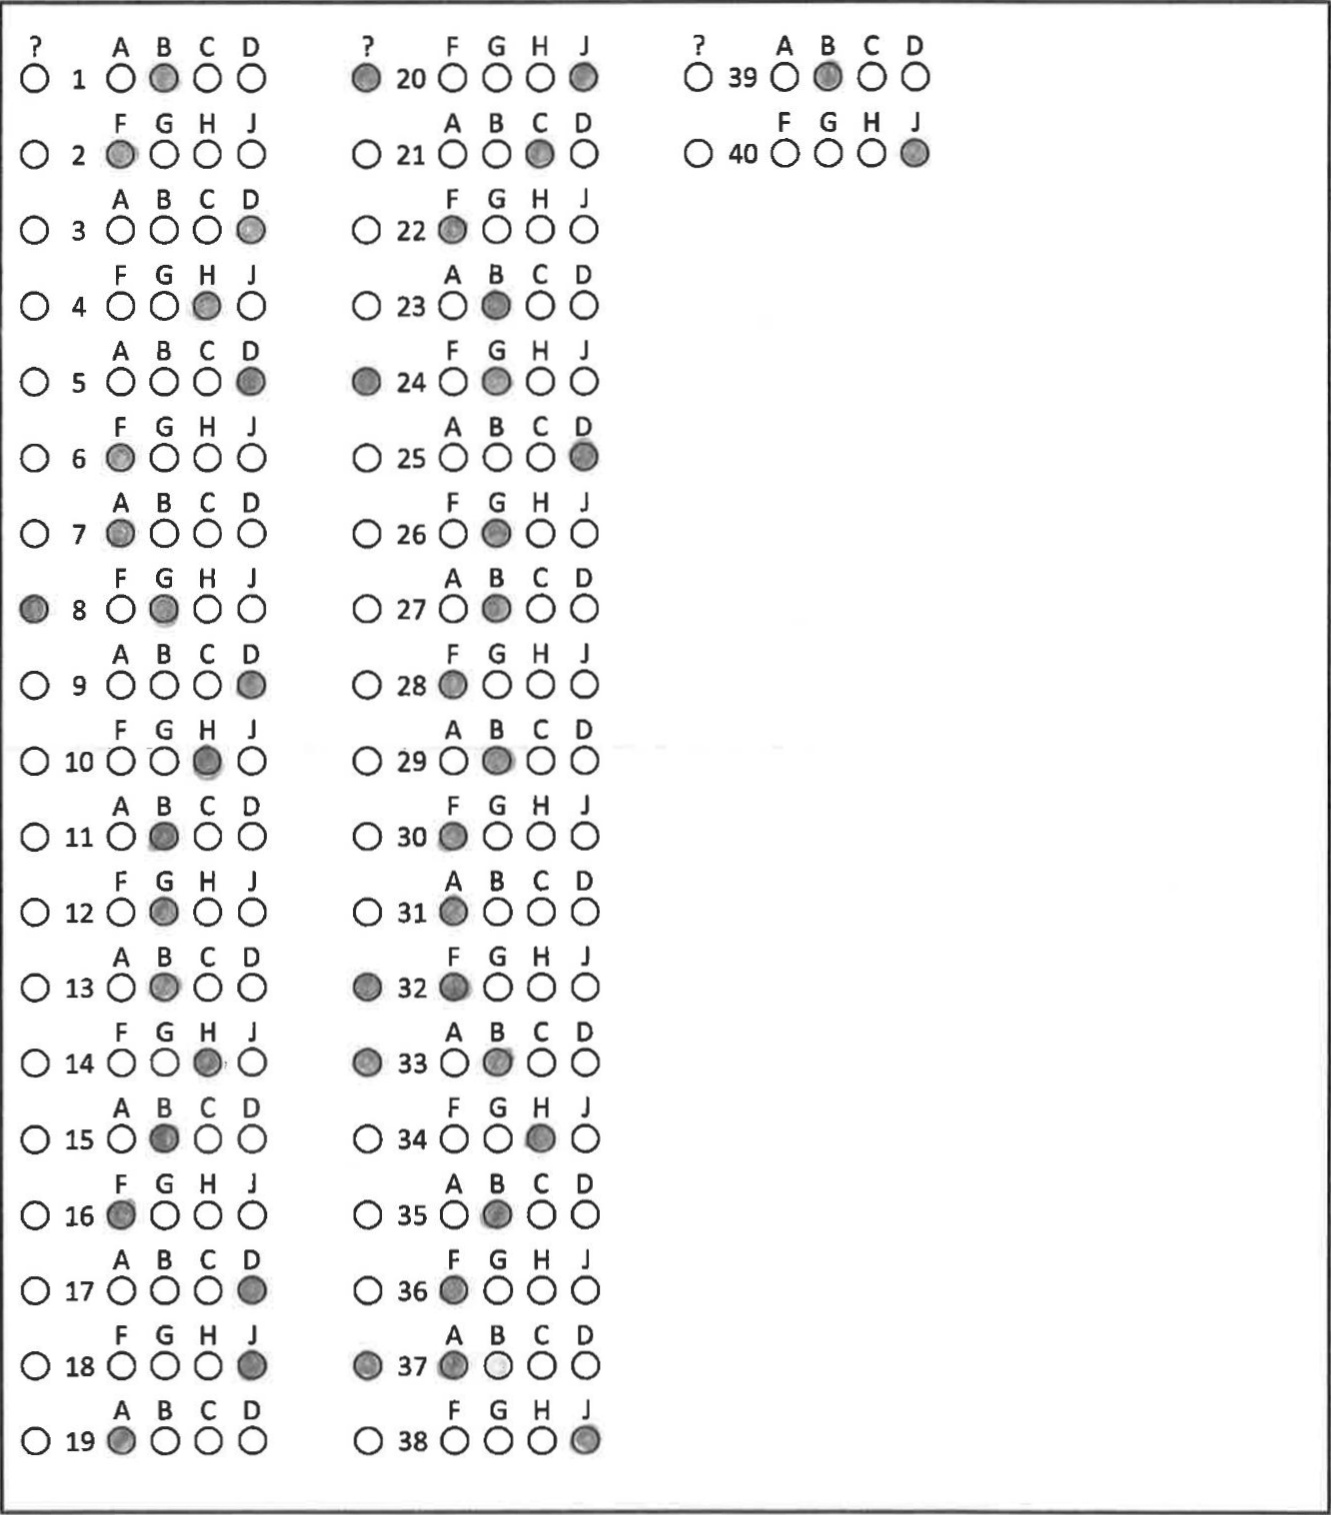 ? A B C D
1
F G H J
2
A B C D
3
F G H J
4
A B C D
5
F G H J
6
A B C D
7
F G H J
8
A B C D
9
F G H J
10
A B C D
11
F G H J
12
A B C D
13
F G H J
14
A B C D
15
F G H J
16
A B C D
17
F G H J
18
A B C D
19
? F G H J
20
A B C D
21
F G H J
22
A B C D
23
F G H J
24
A B C D
25
F G H J
26
A B C D
27
F G H J
28
A B C D
29
F G H J
30
A B C D
31
F G H J
32
A B C D
33
F G H J
34
A B C D
35
F G H J
36
A B C D
37
F G H J
38
? A B C D
39
F G H J
40